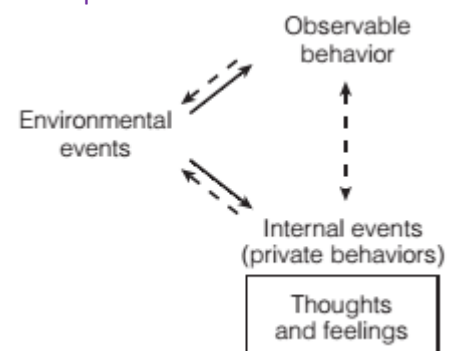 Observable
behavior
Environmental
events
Internal events
(private behaviors)
Thoughts
and feelings